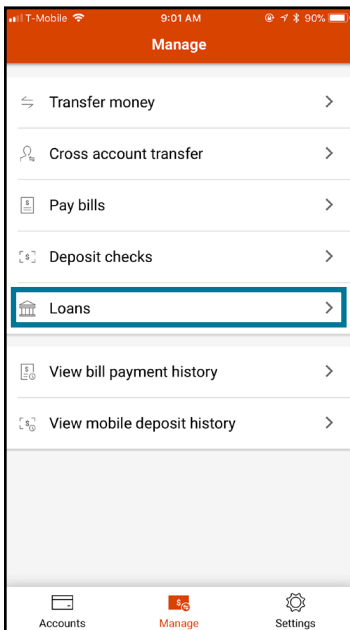 T-Mobile 9:01 AM 90%
Manage
Transfer money
Cross account transfer
Pay bills
Deposit checks
Loans
View bill payment history
View mobile deposit history
Accounts Manage Settings